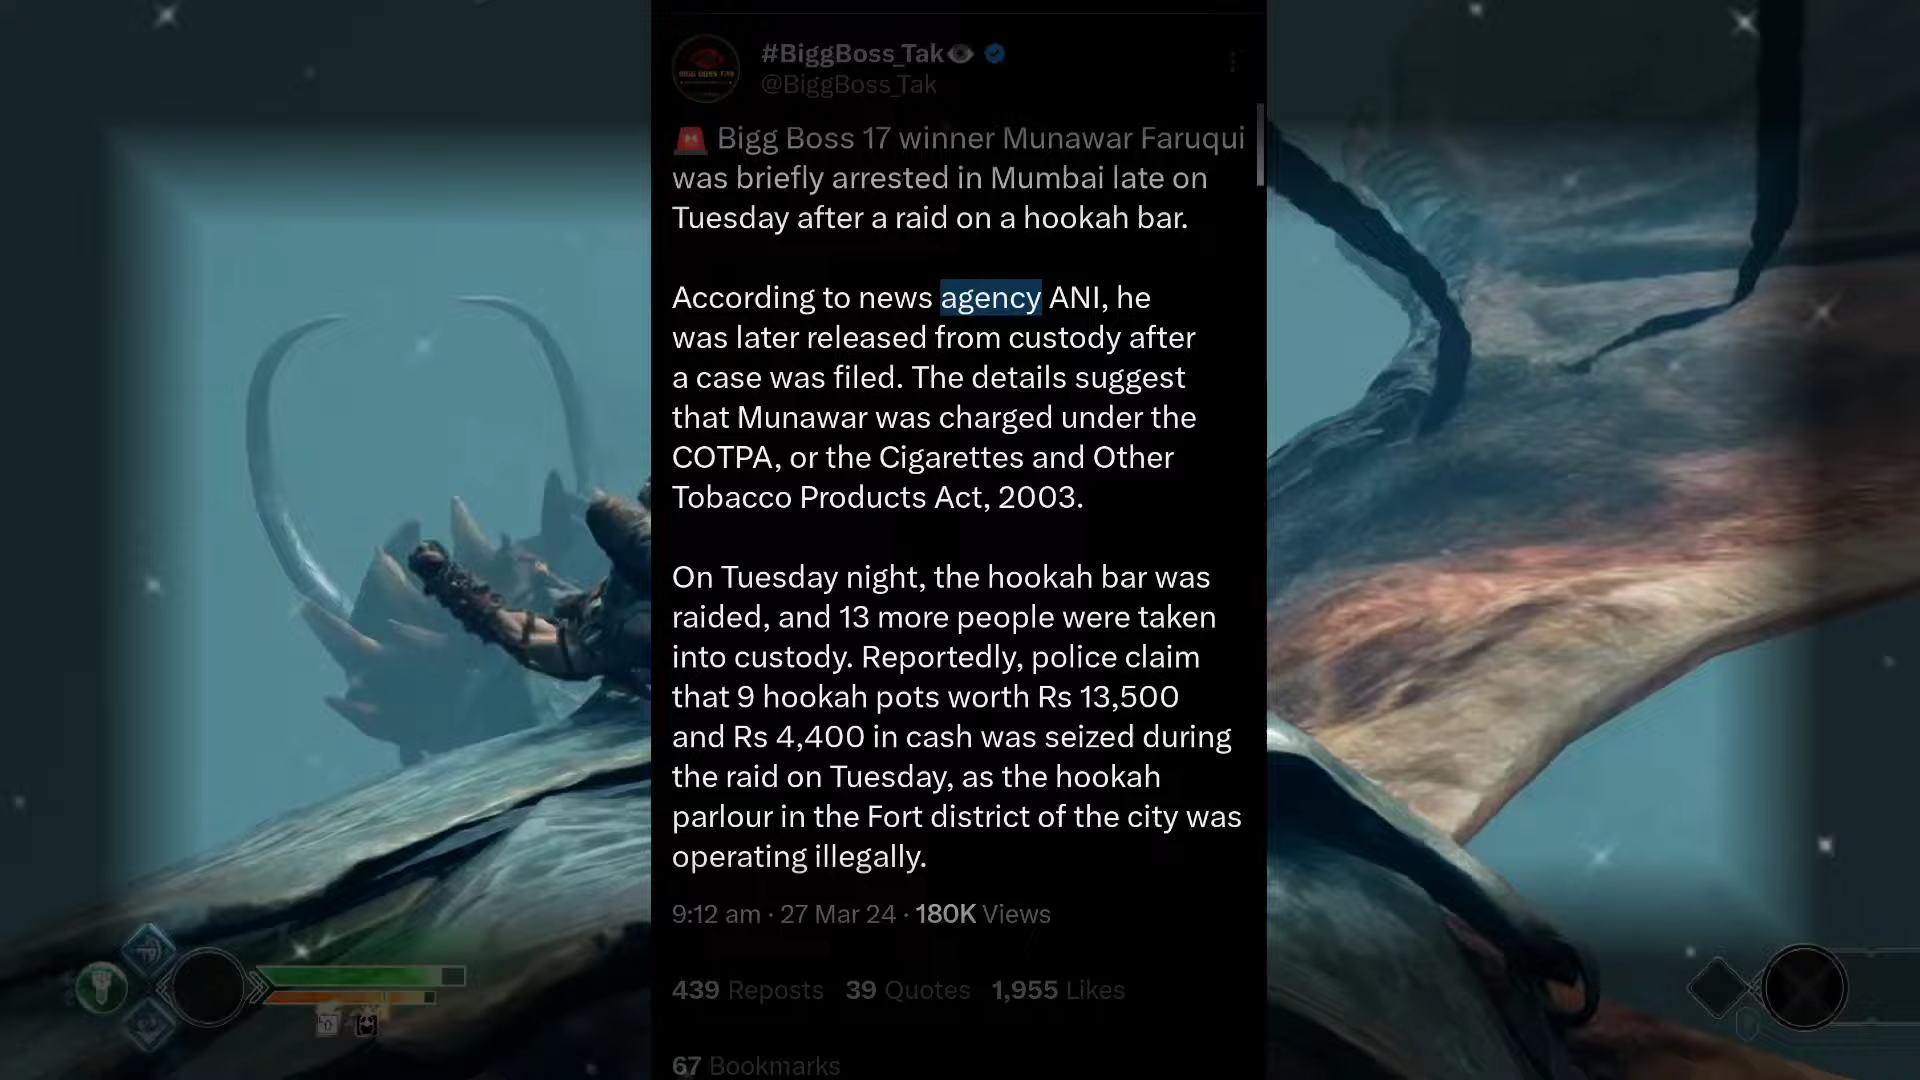 #BiggBoss_Tak👁
@BiggBoss_Tak
BIGG BOSS TAK
🚨 Bigg Boss 17 winner Munawar Faruqui
was briefly arrested in Mumbai late on
Tuesday after a raid on a hookah bar.
According to news agency ANI, he
was later released from custody after
a case was filed. The details suggest
that Munawar was charged under the
COTPA, or the Cigarettes and Other
Tobacco Products Act, 2003.
On Tuesday night, the hookah bar was
raided, and 13 more people were taken
into custody. Reportedly, police claim
that 9 hookah pots worth Rs 13,500
and Rs 4,400 in cash was seized during
the raid on Tuesday, as the hookah
parlour in the Fort district of the city was
operating illegally.
9:12 am · 27 Mar 24 · 180K Views
439 Reposts 39 Quotes 1,955 Likes
67 Bookmarks